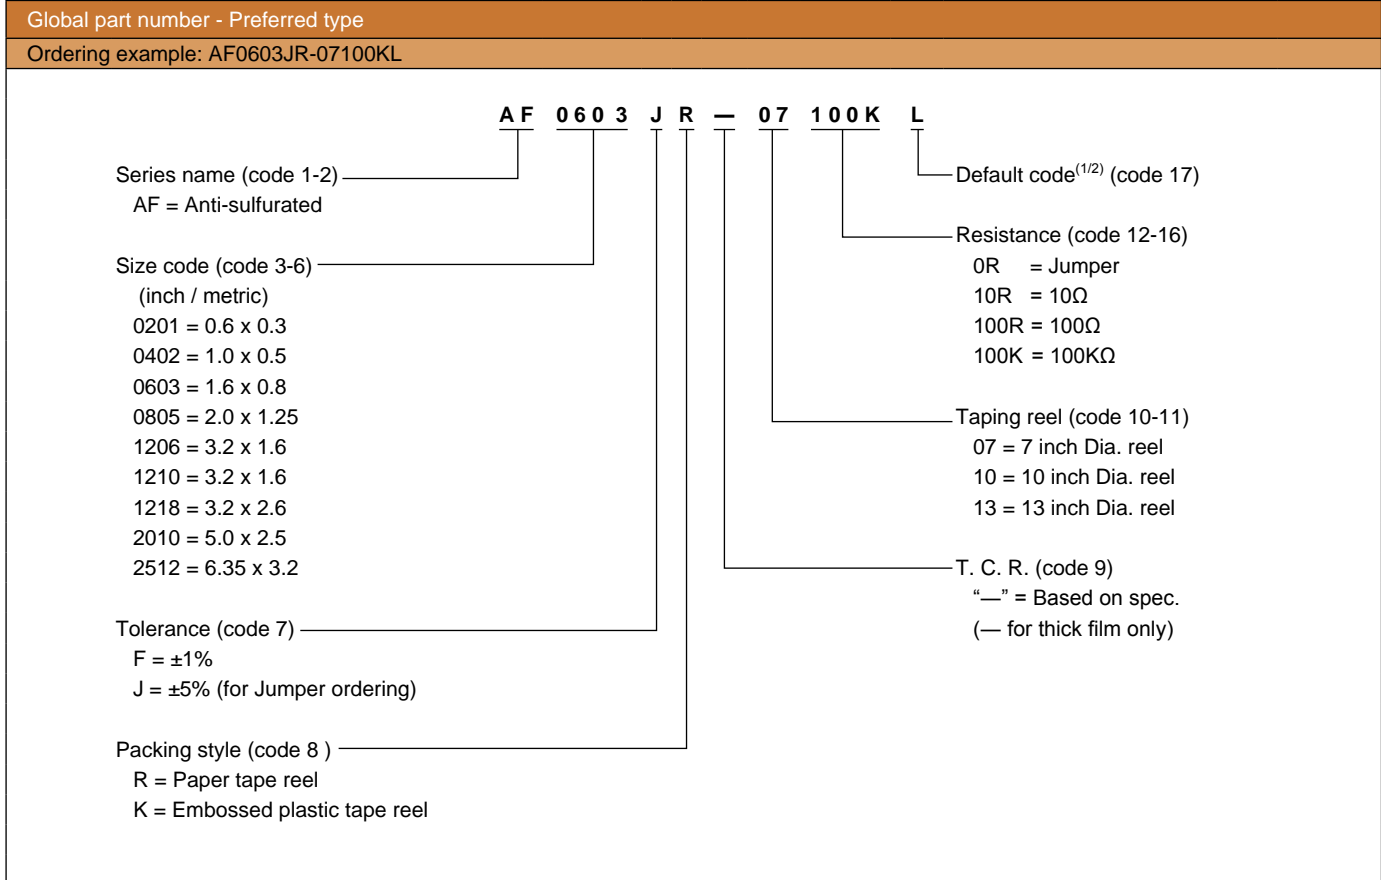 Global part number - Preferred type
Ordering example: AF0603JR-07100KL
AF 0603 J R — 07 100K L
Series name (code 1-2)
AF = Anti-sulfurated
Size code (code 3-6)
(inch / metric)
0201 = 0.6 x 0.3
0402 = 1.0 x 0.5
0603 = 1.6 x 0.8
0805 = 2.0 x 1.25
1206 = 3.2 x 1.6
1210 = 3.2 x 1.6
1218 = 3.2 x 2.6
2010 = 5.0 x 2.5
2512 = 6.35 x 3.2
Tolerance (code 7)
F = ±1%
J = ±5% (for Jumper ordering)
Packing style (code 8 )
R = Paper tape reel
K = Embossed plastic tape reel
Default code(1/2) (code 17)
Resistance (code 12-16)
0R = Jumper
10R = 10Ω
100R = 100Ω
100K = 100KΩ
Taping reel (code 10-11)
07 = 7 inch Dia. reel
10 = 10 inch Dia. reel
13 = 13 inch Dia. reel
T. C. R. (code 9)
“—” = Based on spec.
(— for thick film only)